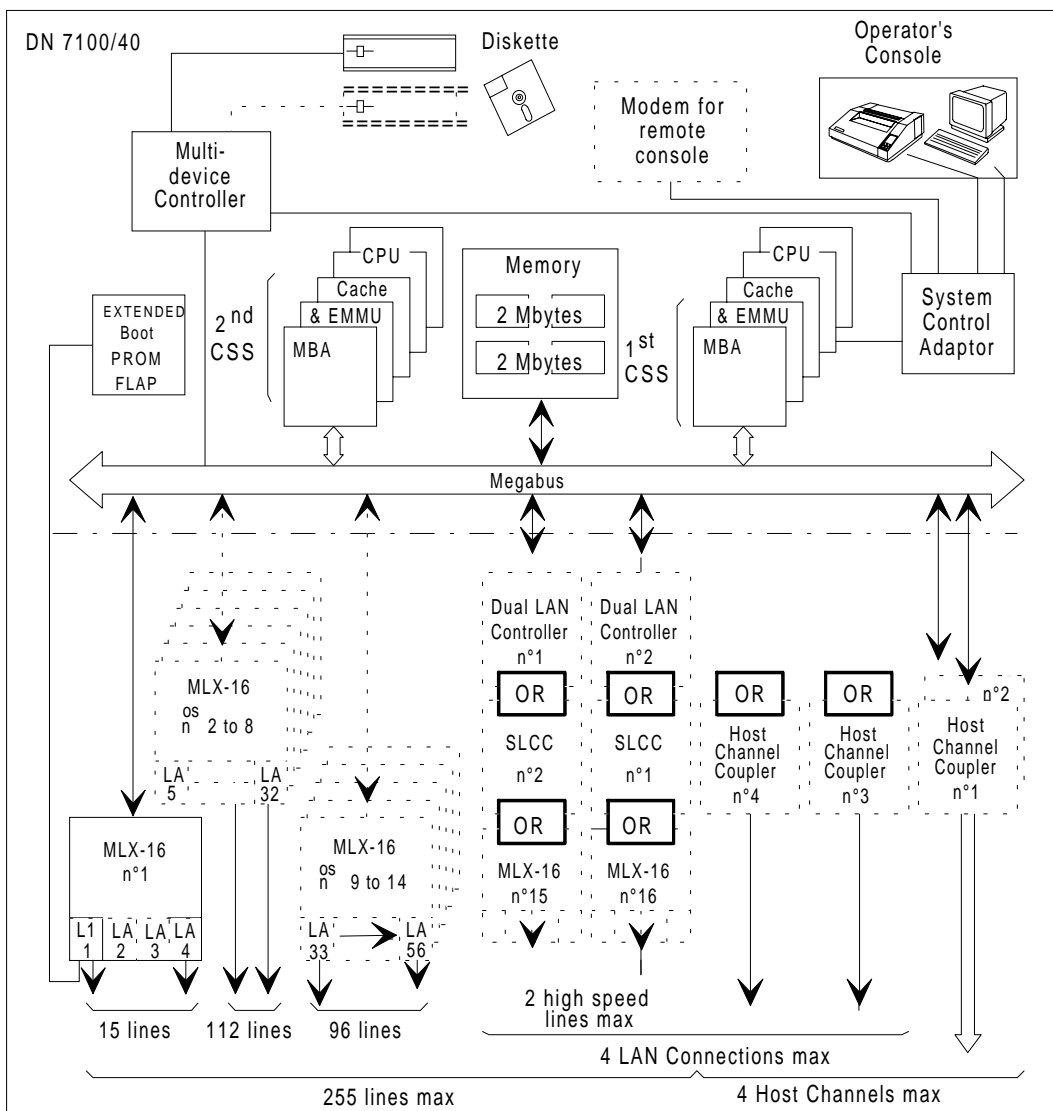 DN 7100/40
Diskette
Operator's
Console
Modem for
remote
console
Multi-
device
Controller
EXTENDED
Boot
PROM
FLAP
2 nd
CSS
CPU
Cache
& EMMU
MBA
Memory
2 Mbytes
2 Mbytes
1 st
CSS
CPU
Cache
& EMMU
MBA
System
Control
Adaptor
Megabus
MLX-16
n os 2 to 8
LA
5
LA
32
MLX-16
n°1
L1
1
LA
2
LA
3
LA
4
MLX-16
n os 9 to 14
LA
33
LA
56
Dual LAN
Controller
n°1
OR
SLCC
n°2
OR
MLX-16
n°15
Dual LAN
Controller
n°2
OR
SLCC
n°1
OR
MLX-16
n°16
OR
Host
Channel
Coupler
n°4
OR
Host
Channel
Coupler
n°3
n°2
Host
Channel
Coupler
n°1
15 lines
112 lines
96 lines
2 high speed
lines max
4 LAN Connections max
255 lines max
4 Host Channels max